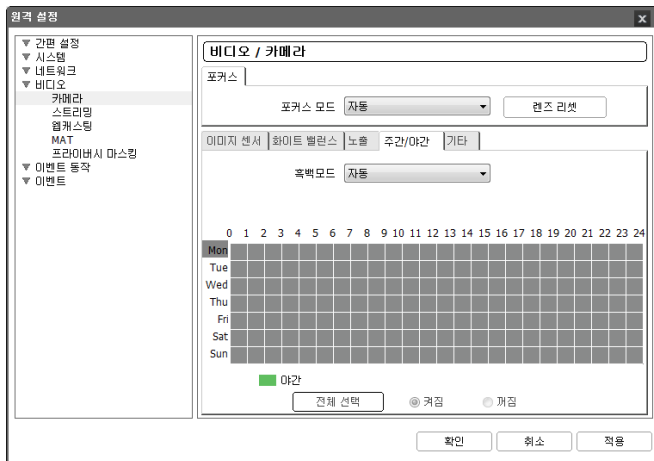 원격 설정
x
간편 설정
시스템
네트워크
비디오
카메라
스트리밍
웹캐스팅
MAT
프라이버시 마스킹
이벤트 동작
이벤트
비디오 / 카메라
포커스
포커스 모드 자동 렌즈 리셋
이미지 센서 화이트 밸런스 노출 주간/야간 기타
흑백모드 자동
0 1 2 3 4 5 6 7 8 9 10 11 12 13 14 15 16 17 18 19 20 21 22 23 24
Mon
Tue
Wed
Thu
Fri
Sat
Sun
야간
전체 선택 켜짐 꺼짐
확인 취소 적용